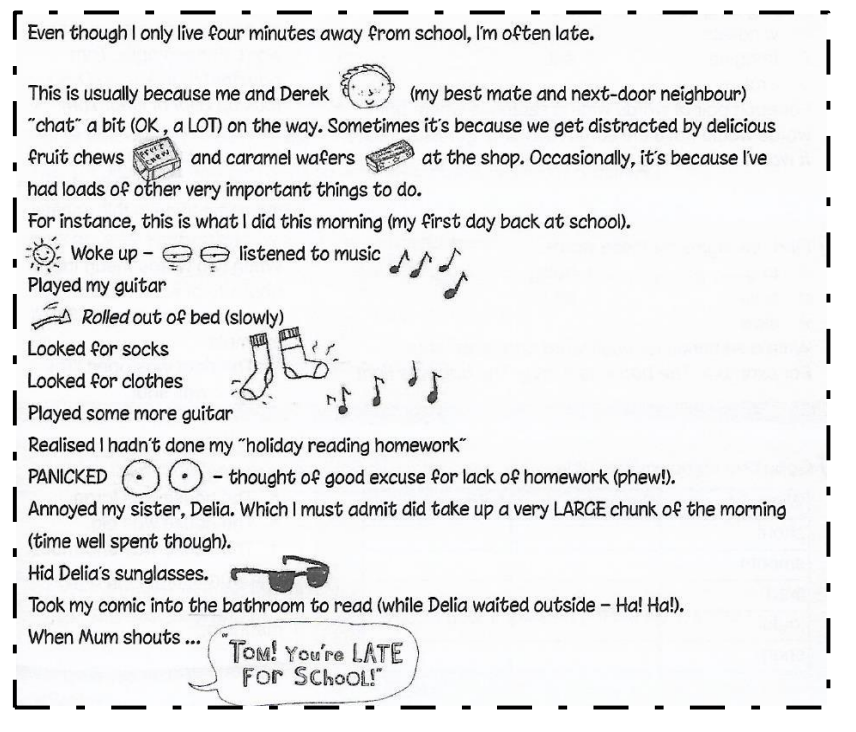 Even though I only live four minutes away from school, I'm often late.
This is usually because me and Derek (my best mate and next-door neighbour)
"chat" a bit (OK , a LOT) on the way. Sometimes it's because we get distracted by delicious
fruit chews FRUIT CHEW and caramel wafers at the shop. Occasionally, it's because I've
had loads of other very important things to do.
For instance, this is what I did this morning (my first day back at school).
Woke up – listened to music
Played my guitar
Rolled out of bed (slowly)
Looked for socks
Looked for clothes
Played some more guitar
Realised I hadn't done my "holiday reading homework"
PANICKED – thought of good excuse for lack of homework (phew!).
Annoyed my sister, Delia. Which I must admit did take up a very LARGE chunk of the morning
(time well spent though).
Hid Delia's sunglasses.
Took my comic into the bathroom to read (while Delia waited outside – Ha! Ha!).
When Mum shouts ...
"TOM! You're LATE
FOR SCHOOL!"